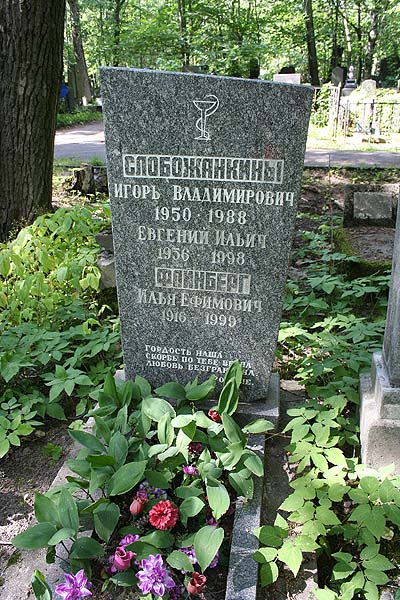 СЛОБОЖАНКИНЫ
ИГОРЬ ВЛАДИМИРОВИЧ
1950 1988
ЕВГЕНИЙ ИЛЬИЧ
1956 1998
ФАЙНБЕРГ
ИЛЬЯ ЕФИМОВИЧ
1916 1999
ГОРДОСТЬ НАША
СКОРБЬ ПО ТЕБЕ
ЛЮБОВЬ